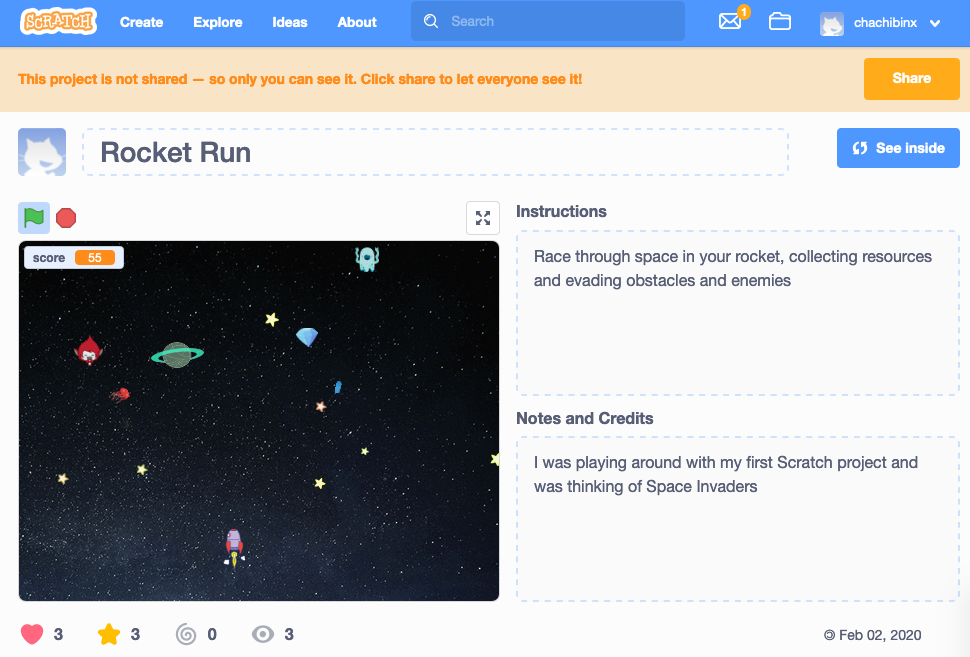 SCRATCH Create Explore Ideas About Search 1 chachibinx
This project is not shared — so only you can see it. Click share to let everyone see it! Share
Rocket Run See inside
Instructions
score 55
Race through space in your rocket, collecting resources
and evading obstacles and enemies
Notes and Credits
I was playing around with my first Scratch project and
was thinking of Space Invaders
3 3 0 3 © Feb 02, 2020